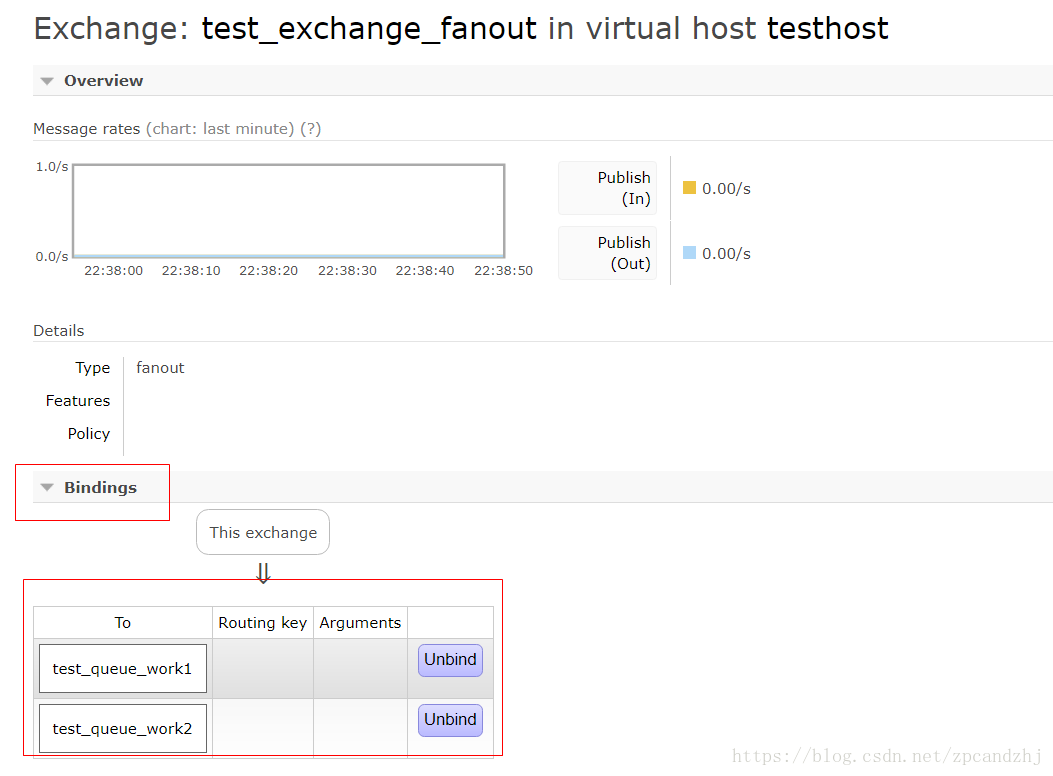 Exchange: test_exchange_fanout in virtual host testhost
Overview
Message rates (chart: last minute) (?)
1.0/s
0.0/s
22:38:00 22:38:10 22:38:20 22:38:30 22:38:40 22:38:50
Publish
(In)
0.00/s
Publish
(Out)
0.00/s
Details
Type fanout
Features
Policy
Bindings
This exchange
⇓
To Routing key Arguments
test_queue_work1 Unbind
test_queue_work2 Unbind
https://blog.csdn.net/zpcandzhj